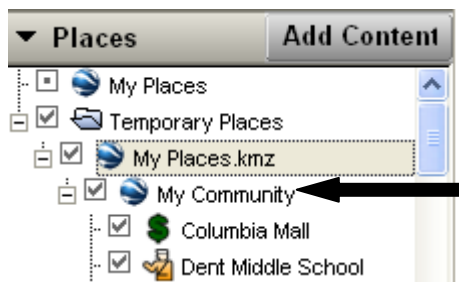 Places Add Content
My Places
Temporary Places
My Places.kmz
My Community
Columbia Mall
Dent Middle School